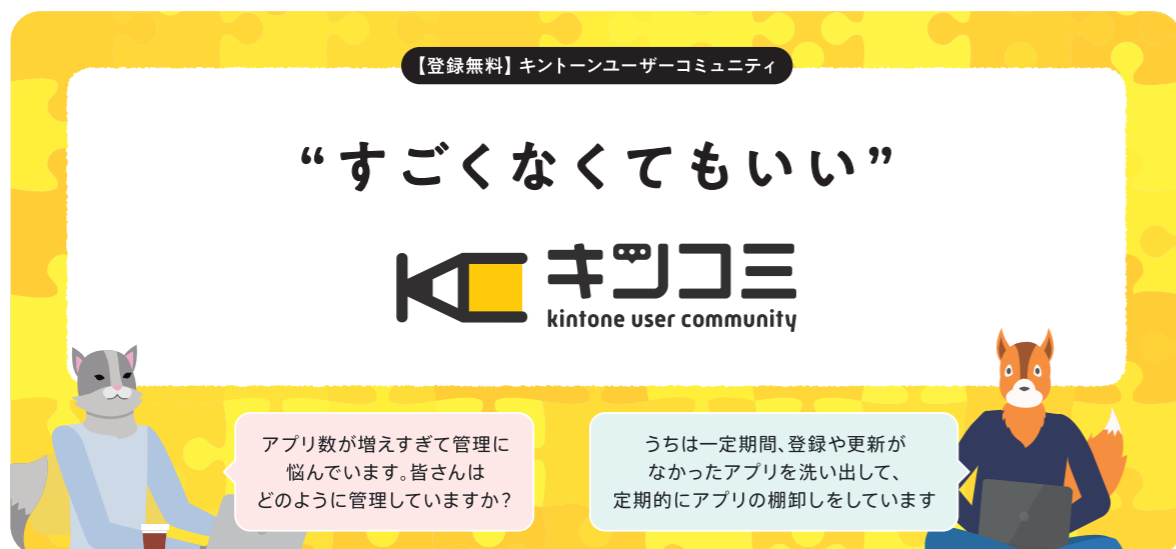 【登録無料】キントーンユーザーコミュニティ
“すごくなくてもいい”
キンコミ
kintone user community
アプリ数が増えすぎて管理に
悩んでいます。皆さんは
どのように管理していますか？
うちは一定期間、登録や更新が
なかったアプリを洗い出して、
定期的にアプリの棚卸しをしています